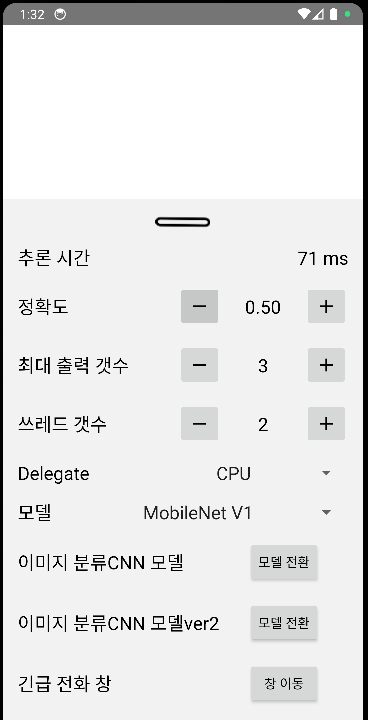 1:32
추론 시간 71 ms
정확도 − 0.50 +
최대 출력 갯수 − 3 +
쓰레드 갯수 − 2 +
Delegate CPU
모델 MobileNet V1
이미지 분류CNN 모델 모델 전환
이미지 분류CNN 모델ver2 모델 전환
긴급 전화 창 창 이동